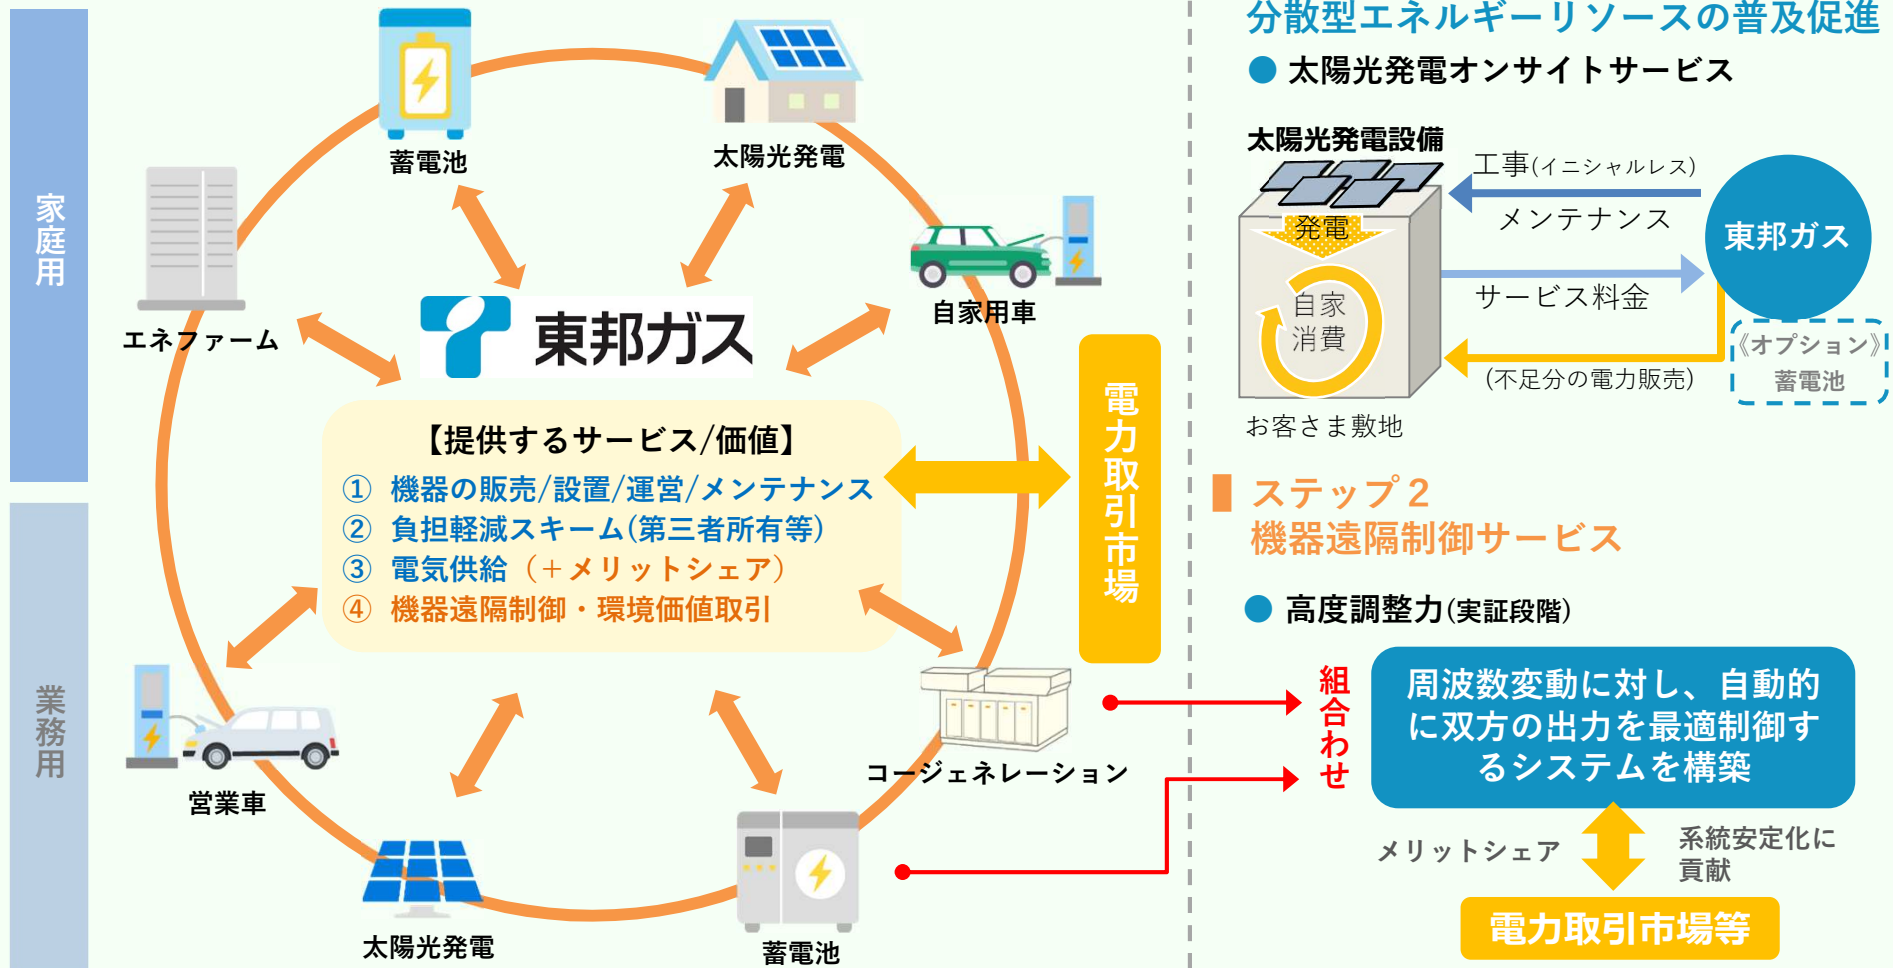 家庭用
蓄電池
太陽光発電
エネファーム
自家用車
東邦ガス
【提供するサービス/価値】
① 機器の販売/設置/運営/メンテナンス
② 負担軽減スキーム(第三者所有等)
③ 電気供給（＋メリットシェア）
④ 機器遠隔制御・環境価値取引
電力取引市場
業務用
営業車
太陽光発電
蓄電池
コージェネレーション
分散型エネルギーリソースの普及促進
● 太陽光発電オンサイトサービス
太陽光発電設備
発電
自家
消費
お客さま敷地
工事(イニシャルレス)
メンテナンス
サービス料金
(不足分の電力販売)
東邦ガス
《オプション》
蓄電池
ステップ２
機器遠隔制御サービス
● 高度調整力(実証段階)
組合わせ
周波数変動に対し、自動的
に双方の出力を最適制御す
るシステムを構築
メリットシェア
系統安定化に
貢献
電力取引市場等